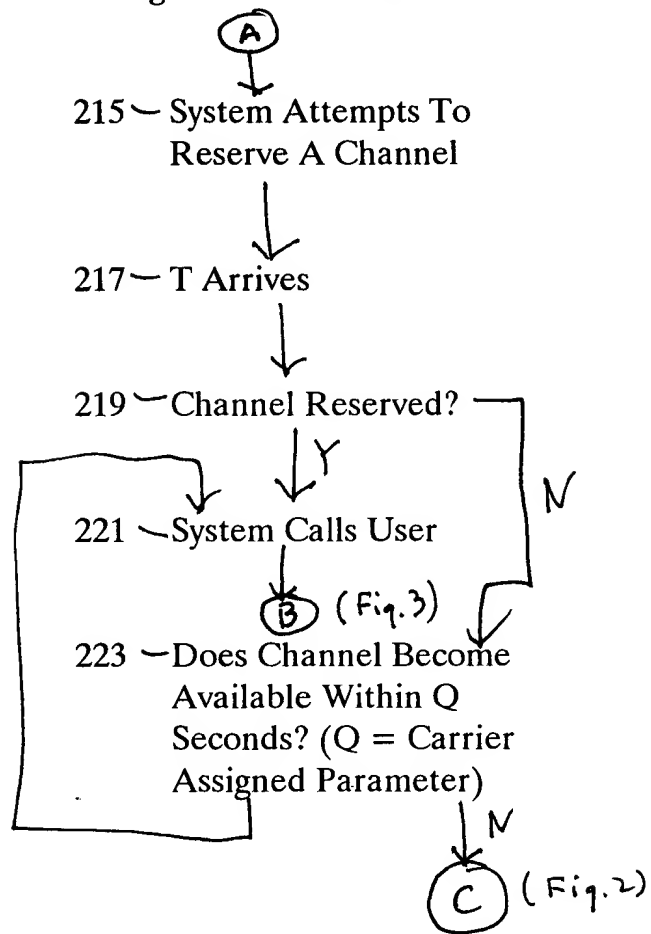 A
215 System Attempts To
Reserve A Channel
217 T Arrives
219 Channel Reserved?
Y
N
221 System Calls User
B (Fig.3)
223 Does Channel Become
Available Within Q
Seconds? (Q = Carrier
Assigned Parameter)
N
C (Fig.2)